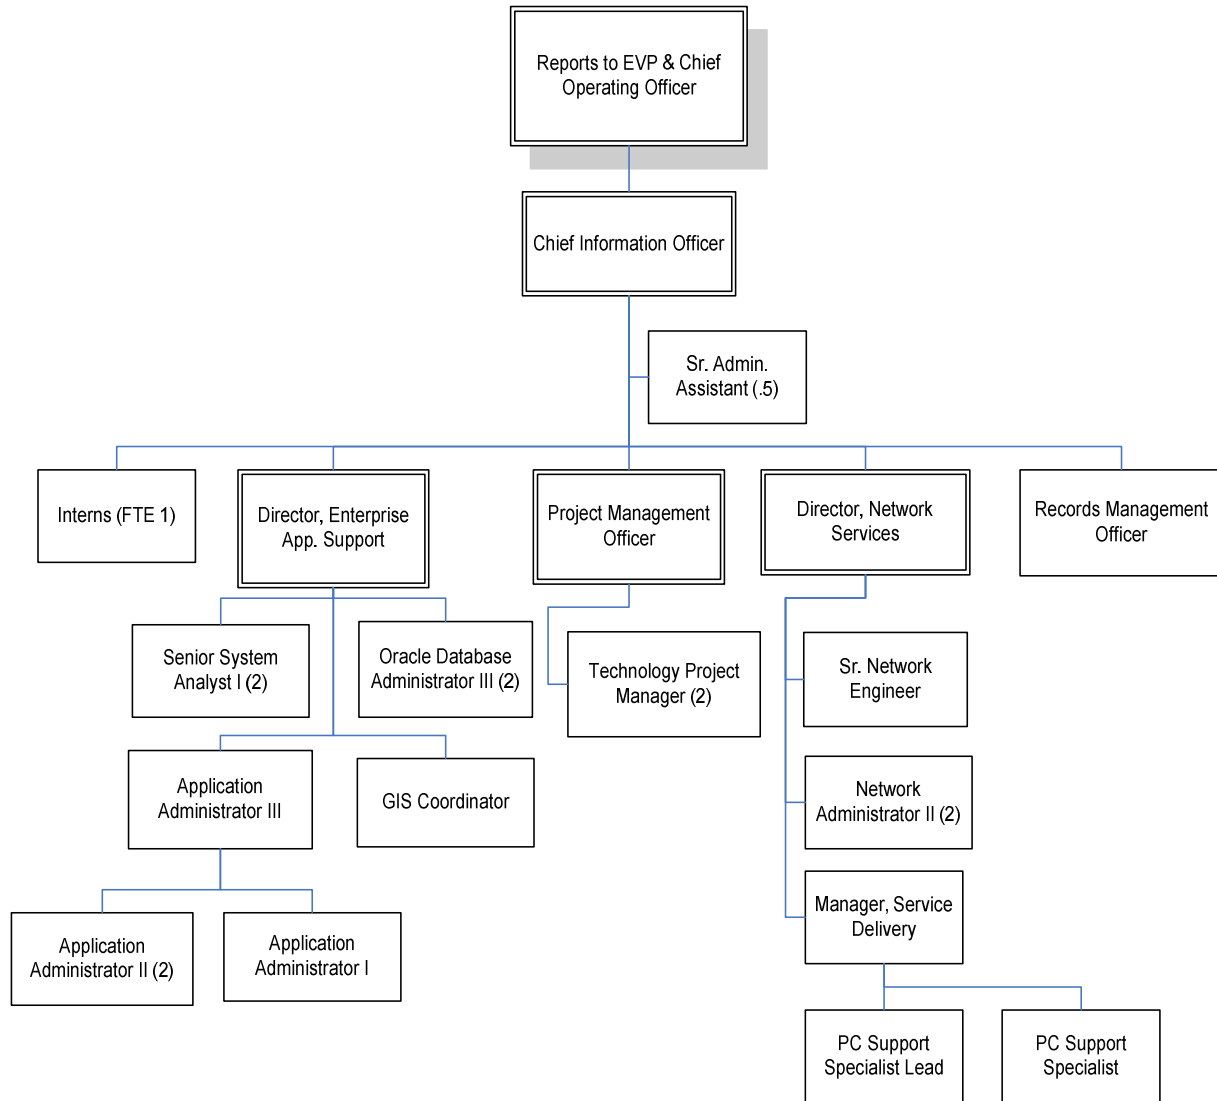 Reports to EVP & Chief
Operating Officer
Chief Information Officer
Sr. Admin.
Assistant (.5)
Interns (FTE 1)
Director, Enterprise
App. Support
Project Management
Officer
Director, Network
Services
Records Management
Officer
Senior System
Analyst I (2)
Oracle Database
Administrator III (2)
Technology Project
Manager (2)
Sr. Network
Engineer
Application
Administrator III
GIS Coordinator
Network
Administrator II (2)
Manager, Service
Delivery
Application
Administrator II (2)
Application
Administrator I
PC Support
Specialist Lead
PC Support
Specialist